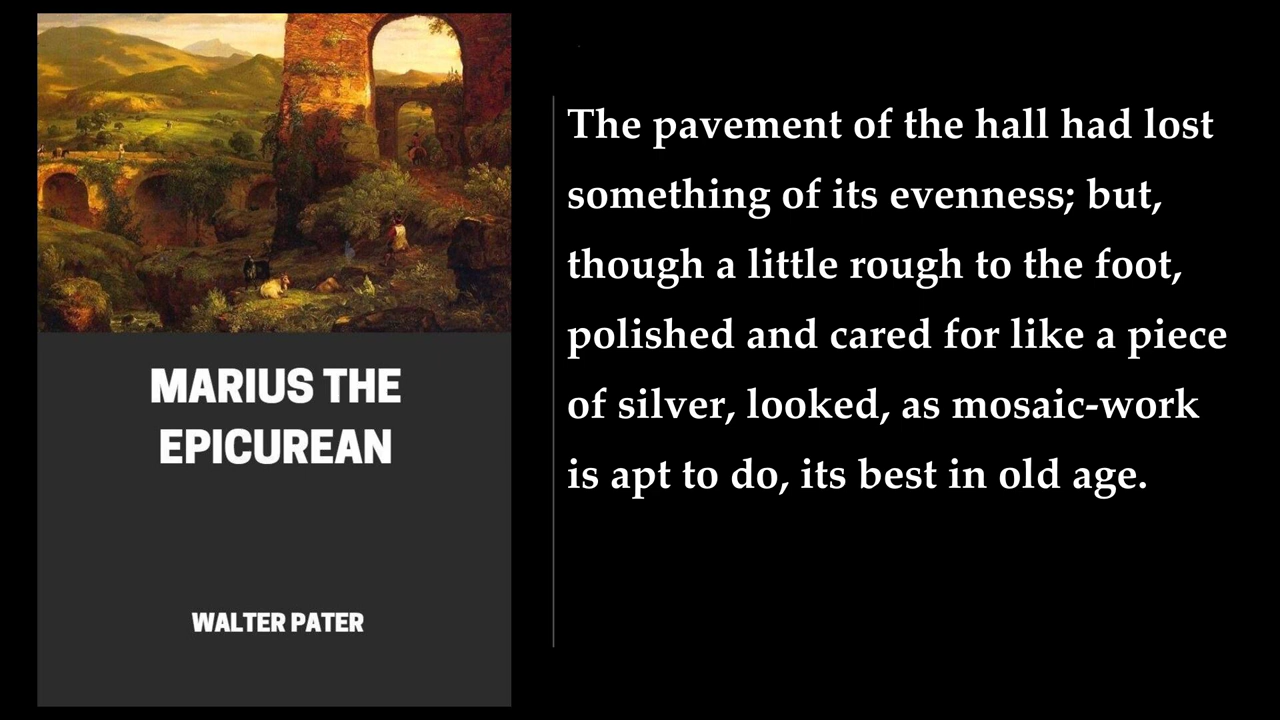 MARIUS THE
EPICUREAN
WALTER PATER
The pavement of the hall had lost
something of its evenness; but,
though a little rough to the foot,
polished and cared for like a piece
of silver, looked, as mosaic-work
is apt to do, its best in old age.